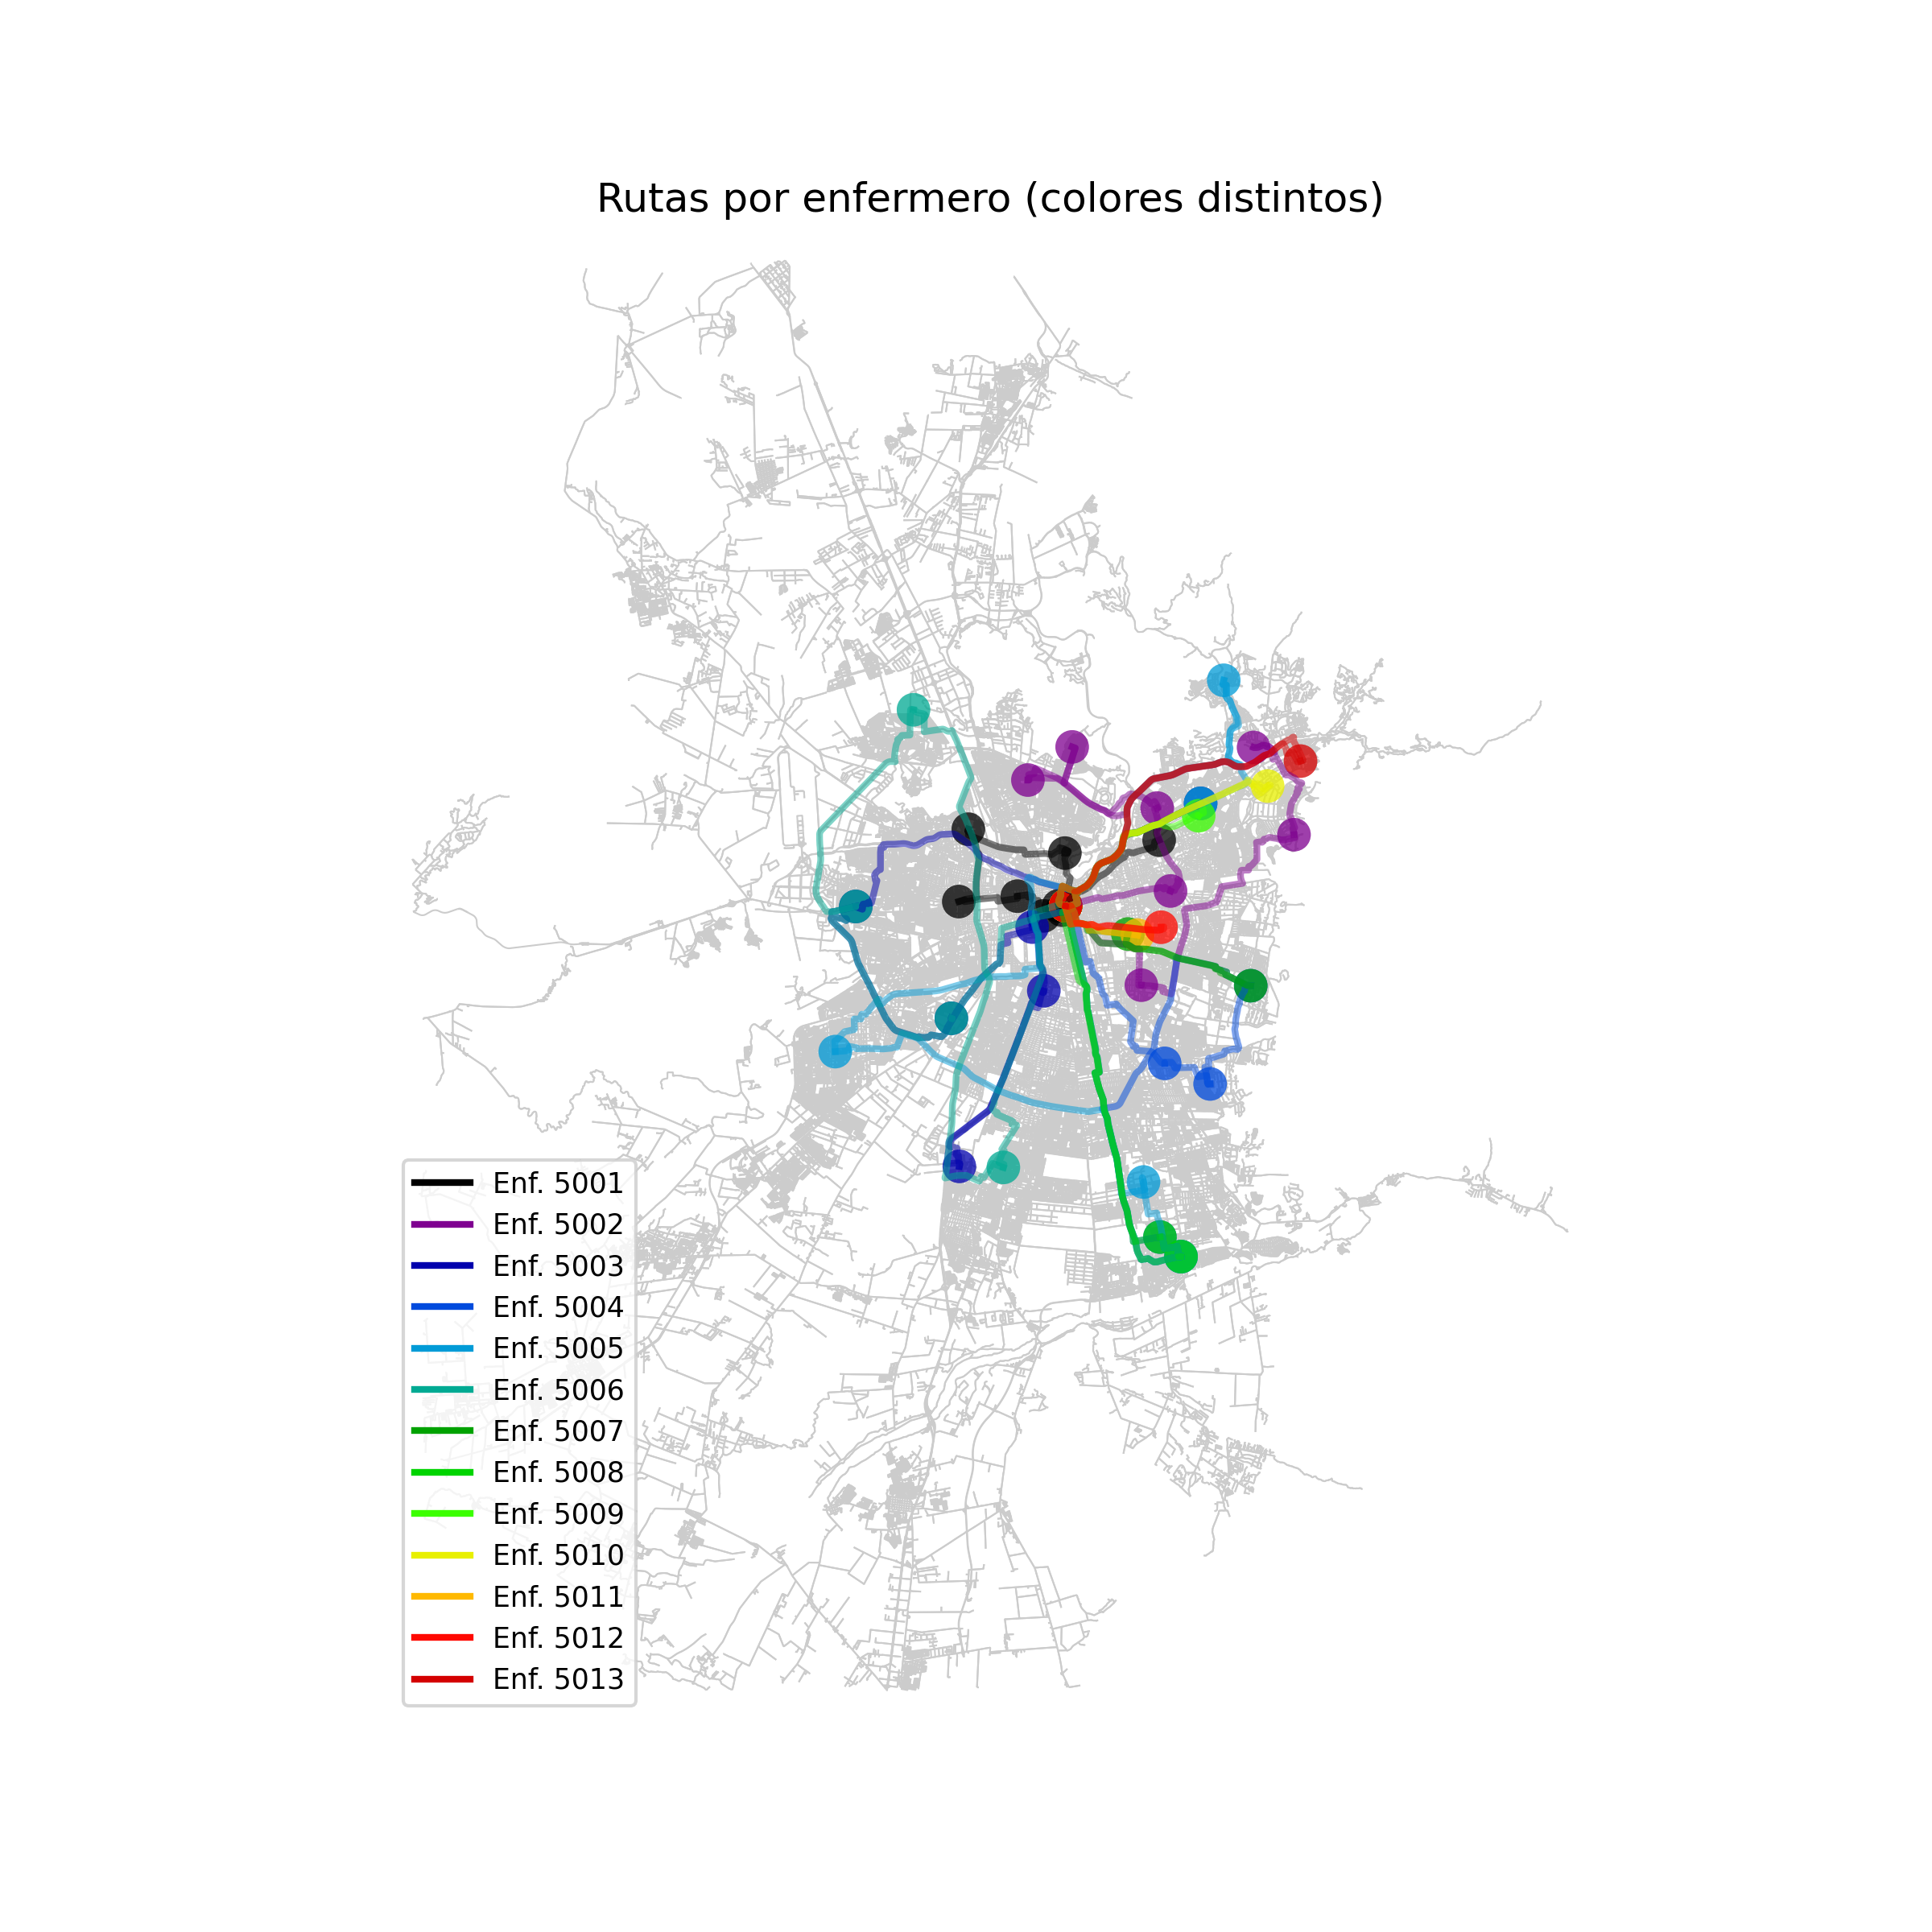 Rutas por enfermero (colores distintos)
Enf. 5001
Enf. 5002
Enf. 5003
Enf. 5004
Enf. 5005
Enf. 5006
Enf. 5007
Enf. 5008
Enf. 5009
Enf. 5010
Enf. 5011
Enf. 5012
Enf. 5013